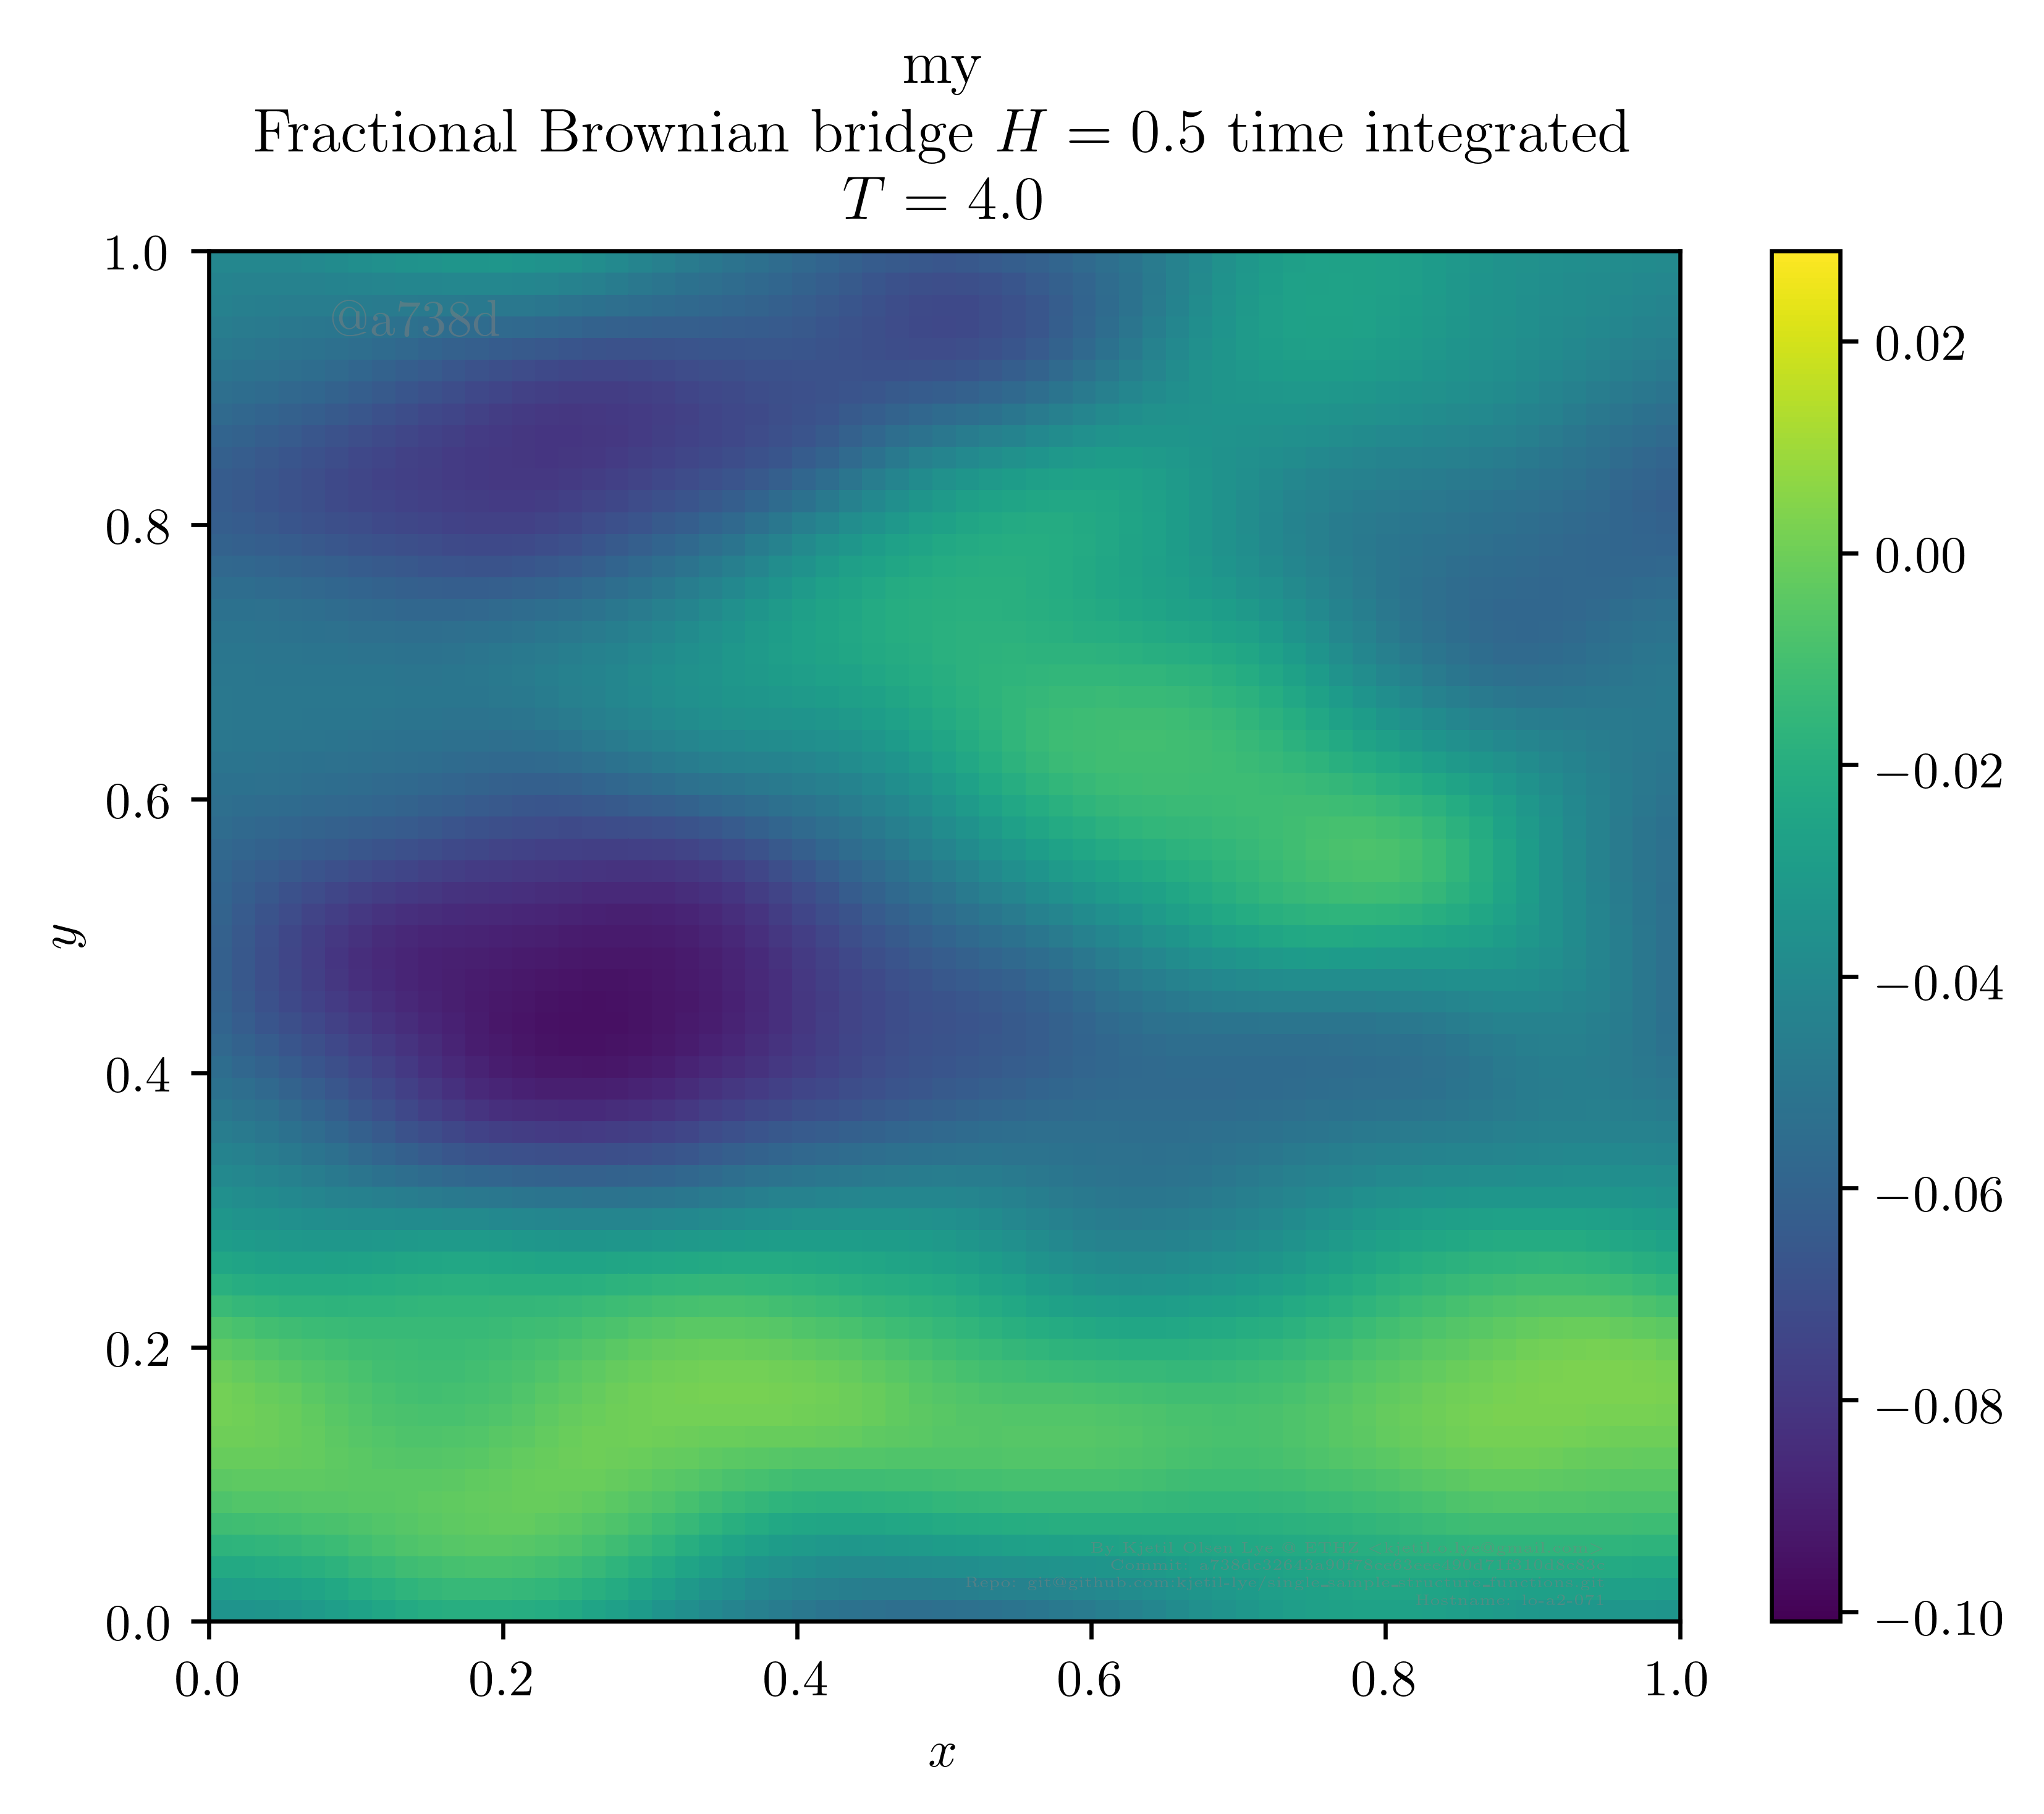 my
Fractional Brownian bridge H = 0.5 time integrated
T = 4.0
@a738d
1.0
0.8
0.6
0.4
0.2
0.0
y
0.0 0.2 0.4 0.6 0.8 1.0
x
0.02
0.00
−0.02
−0.04
−0.06
−0.08
−0.10
Repo: